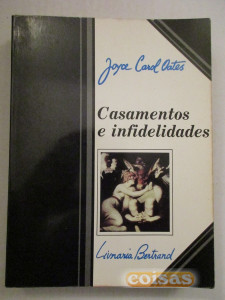 Joyce Carol Oates
Casamentos
e infidelidades
Livraria Bertrand
coisas